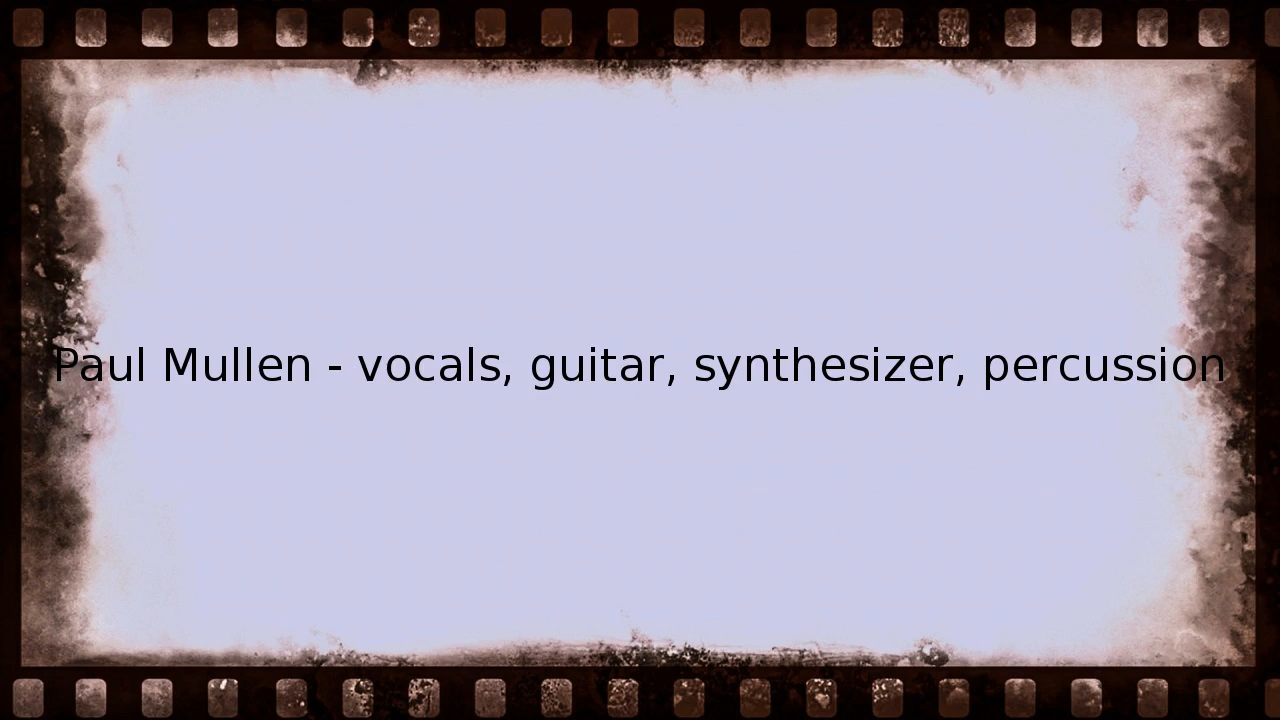 Paul Mullen - vocals, guitar, synthesizer, percussion